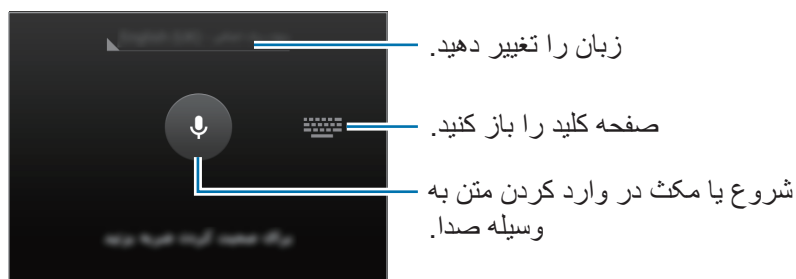 زبان را تغییر دهید.
صفحه کلید را باز کنید.
شروع یا مکث در وارد کردن متن به
وسیله صدا.